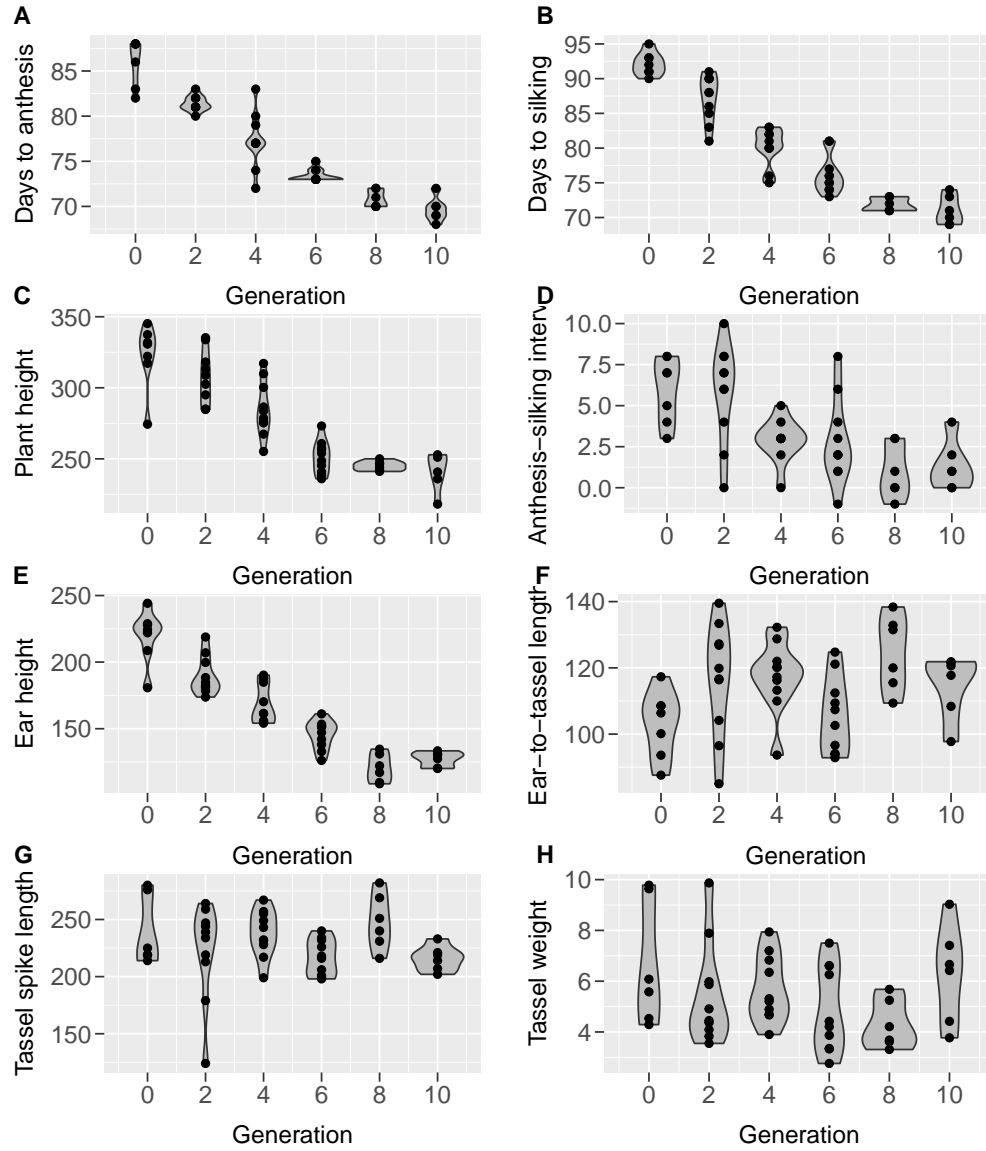 A
Days to anthesis
85
80
75
70
0 2 4 6 8 10
Generation
B
Days to silking
95
90
85
80
75
70
0 2 4 6 8 10
Generation
C
Plant height
350
300
250
0 2 4 6 8 10
Generation
D
Anthesis−silking interv
10.0
7.5
5.0
2.5
0.0
0 2 4 6 8 10
Generation
E
Ear height
250
200
150
0 2 4 6 8 10
Generation
F
Ear−to−tassel length
140
120
100
0 2 4 6 8 10
Generation
G
Tassel spike length
250
200
150
0 2 4 6 8 10
Generation
H
Tassel weight
10
8
6
4
0 2 4 6 8 10
Generation